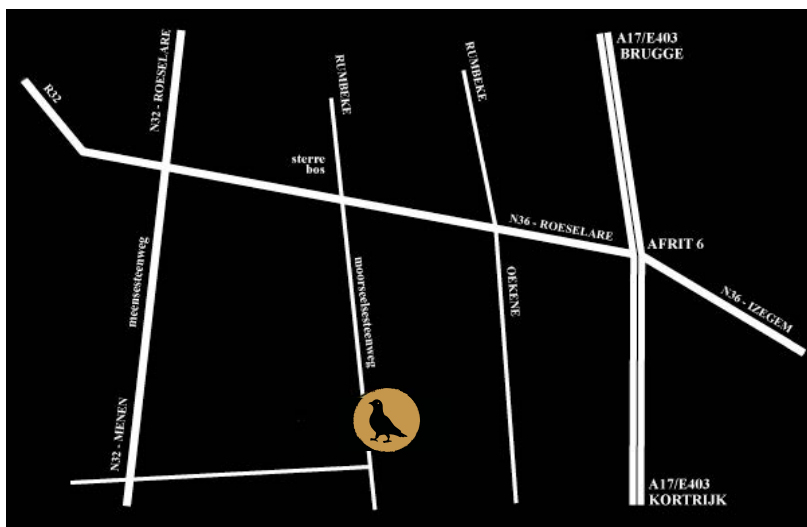 R32
N32 - ROESELARE
RUMBEKE
RUMBEKE
A17/E403
BRUGGE
sterre
bos
N36 - ROESELARE
AFRIT 6
meensesteenweg
moorseelsesteenweg
OEKENE
N36 - IZEGEM
N32 - MENEN
A17/E403
KORTRIJK